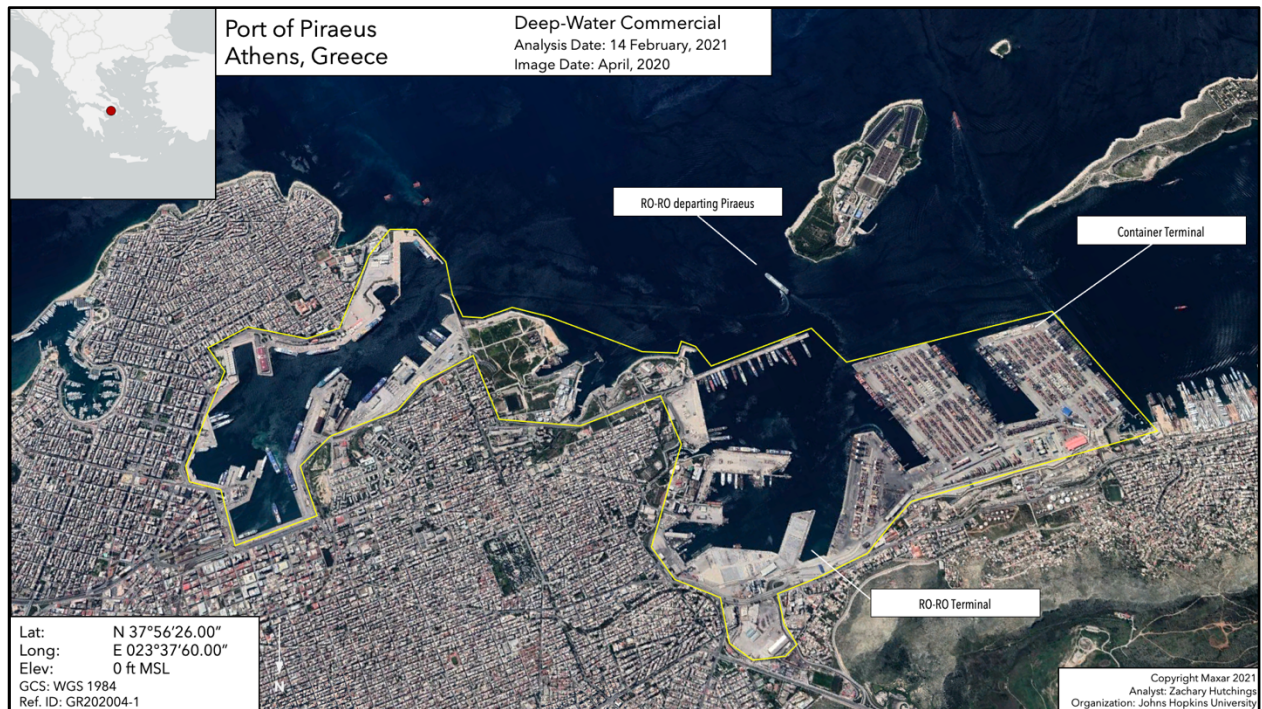 Port of Piraeus
Athens, Greece
Deep-Water Commercial
Analysis Date: 14 February, 2021
Image Date: April, 2020
RO-RO departing Piraeus
Container Terminal
RO-RO Terminal
Lat: N 37°56’26.00”
Long: E 023°37’60.00”
Elev: 0 ft MSL
GCS: WGS 1984
Ref. ID: GR202004-1
N
Copyright Maxar 2021
Analyst: Zachary Hutchings
Organization: Johns Hopkins University